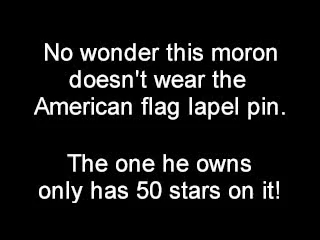 No wonder this moron
doesn't wear the
American flag lapel pin.
The one he owns
only has 50 stars on it!